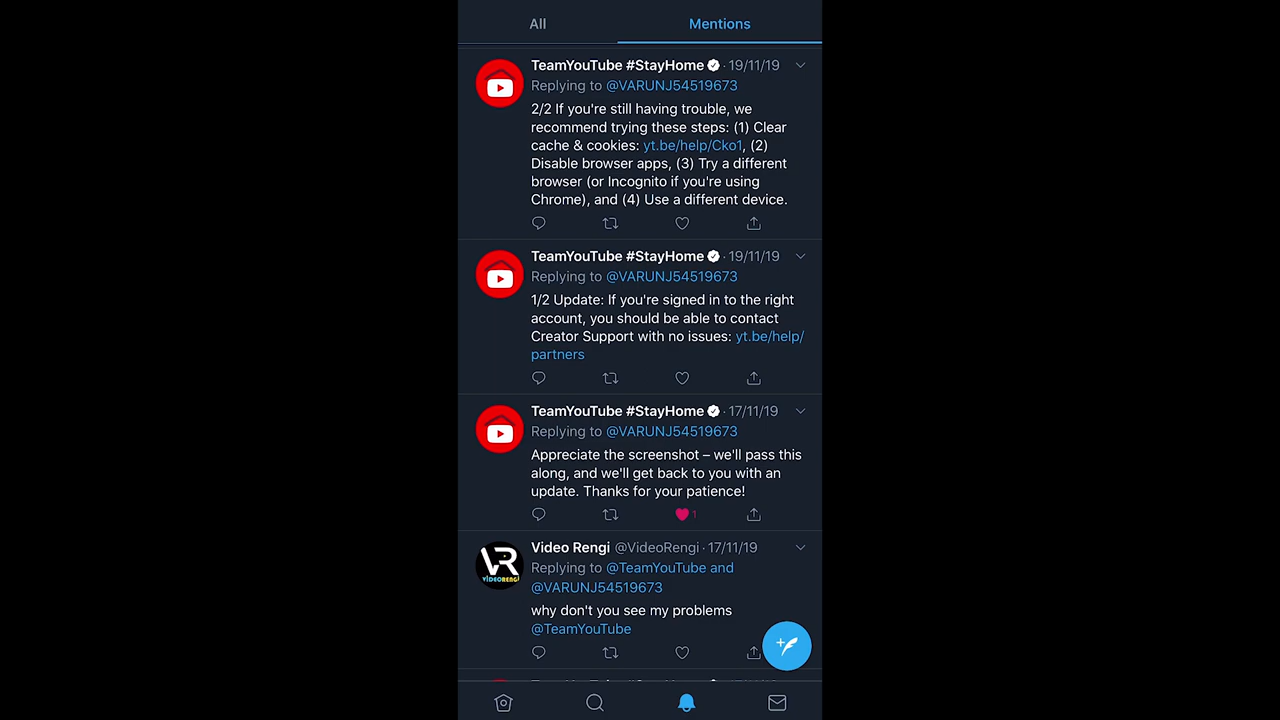 All
Mentions
TeamYouTube #StayHome · 19/11/19
Replying to @VARUNJ54519673
2/2 If you're still having trouble, we
recommend trying these steps: (1) Clear
cache & cookies: yt.be/help/Cko1, (2)
Disable browser apps, (3) Try a different
browser (or Incognito if you're using
Chrome), and (4) Use a different device.
TeamYouTube #StayHome · 19/11/19
Replying to @VARUNJ54519673
1/2 Update: If you're signed in to the right
account, you should be able to contact
Creator Support with no issues: yt.be/help/
partners
TeamYouTube #StayHome · 17/11/19
Replying to @VARUNJ54519673
Appreciate the screenshot – we'll pass this
along, and we'll get back to you with an
update. Thanks for your patience!
1
VR
VİDEORENGİ
Video Rengi @VideoRengi · 17/11/19
Replying to @TeamYouTube and
@VARUNJ54519673
why don't you see my problems
@TeamYouTube